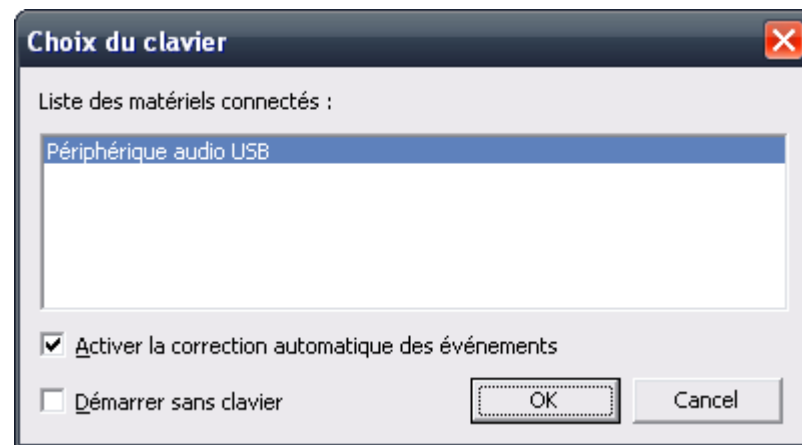 Choix du clavier
Liste des matériels connectés :
Périphérique audio USB
Activer la correction automatique des événements
Démarrer sans clavier
OK
Cancel